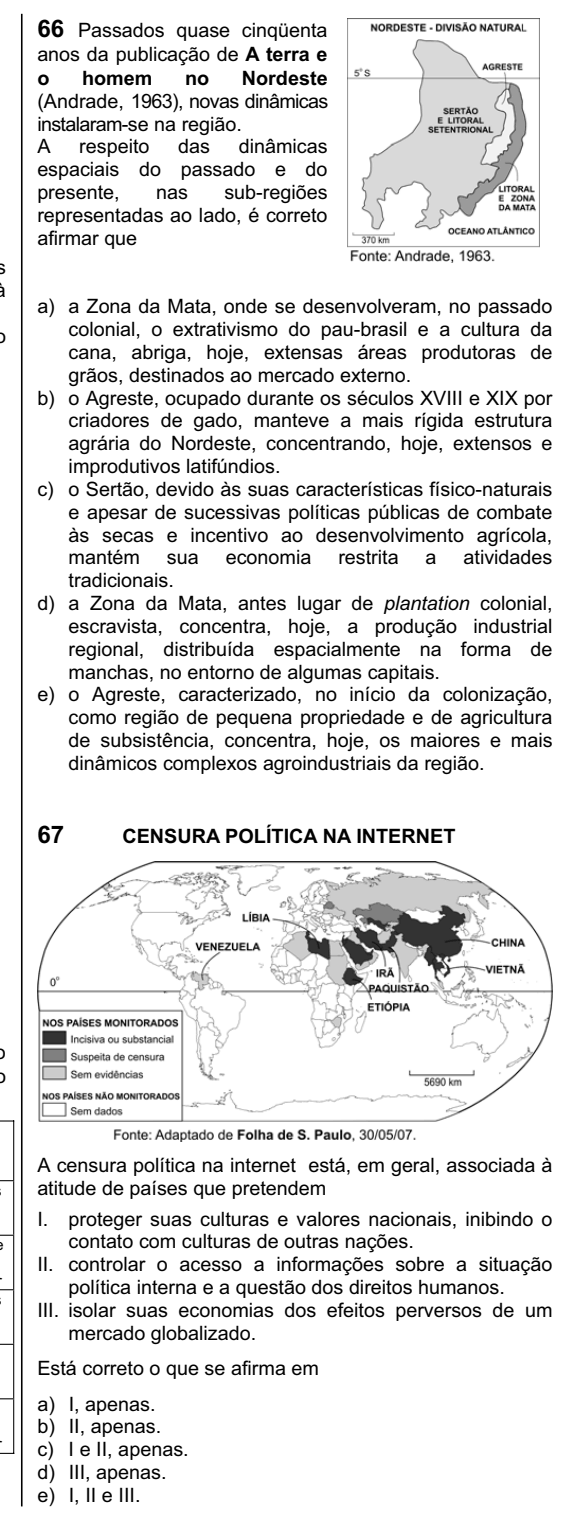 66 Passados quase cinqüenta
anos da publicação de A terra e
o homem no Nordeste
(Andrade, 1963), novas dinâmicas
instalaram-se na região.
A respeito das dinâmicas
espaciais do passado e do
presente, nas sub-regiões
representadas ao lado, é correto
afirmar que
NORDESTE - DIVISÃO NATURAL
5° S
AGRESTE
SERTÃO
E LITORAL
SETENTRIONAL
LITORAL
E ZONA
DA MATA
OCEANO ATLÂNTICO
370 km
Fonte: Andrade, 1963.
a) a Zona da Mata, onde se desenvolveram, no passado
colonial, o extrativismo do pau-brasil e a cultura da
cana, abriga, hoje, extensas áreas produtoras de
grãos, destinados ao mercado externo.
b) o Agreste, ocupado durante os séculos XVIII e XIX por
criadores de gado, manteve a mais rígida estrutura
agrária do Nordeste, concentrando, hoje, extensos e
improdutivos latifúndios.
c) o Sertão, devido às suas características físico-naturais
e apesar de sucessivas políticas públicas de combate
às secas e incentivo ao desenvolvimento agrícola,
mantém sua economia restrita a atividades
tradicionais.
d) a Zona da Mata, antes lugar de plantation colonial,
escravista, concentra, hoje, a produção industrial
regional, distribuída espacialmente na forma de
manchas, no entorno de algumas capitais.
e) o Agreste, caracterizado, no início da colonização,
como região de pequena propriedade e de agricultura
de subsistência, concentra, hoje, os maiores e mais
dinâmicos complexos agroindustriais da região.
67 CENSURA POLÍTICA NA INTERNET
LÍBIA
VENEZUELA
CHINA
IRÃ
VIETNÃ
PAQUISTÃO
0°
ETIÓPIA
NOS PAÍSES MONITORADOS
Incisiva ou substancial
Suspeita de censura
Sem evidências
NOS PAÍSES NÃO MONITORADOS
Sem dados
5690 km
Fonte: Adaptado de Folha de S. Paulo, 30/05/07.
A censura política na internet está, em geral, associada à
atitude de países que pretendem
I. proteger suas culturas e valores nacionais, inibindo o
contato com culturas de outras nações.
II. controlar o acesso a informações sobre a situação
política interna e a questão dos direitos humanos.
III. isolar suas economias dos efeitos perversos de um
mercado globalizado.
Está correto o que se afirma em
a) I, apenas.
b) II, apenas.
c) I e II, apenas.
d) III, apenas.
e) I, II e III.